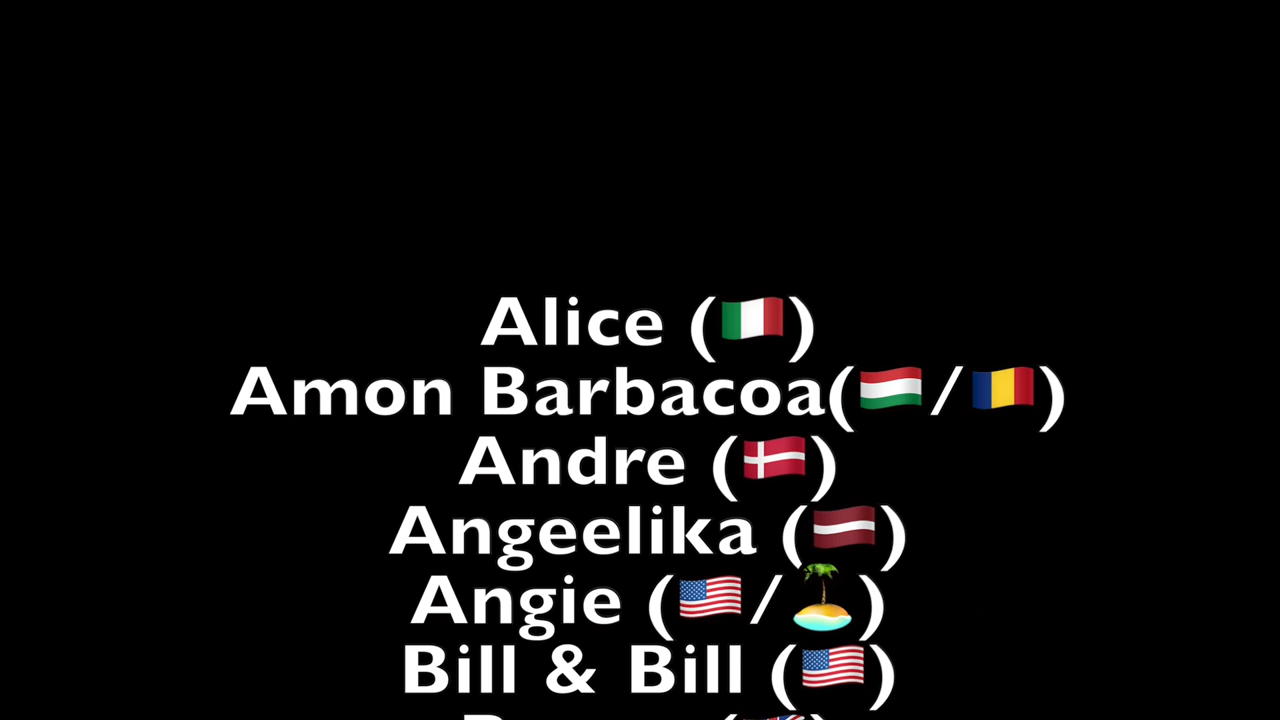 Alice (🇮🇹)
Amon Barbacoa(🇭🇺/🇷🇴)
Andre (🇩🇰)
Angeelika (🇱🇻)
Angie (🇺🇸/🏝️)
Bill & Bill (🇺🇸)